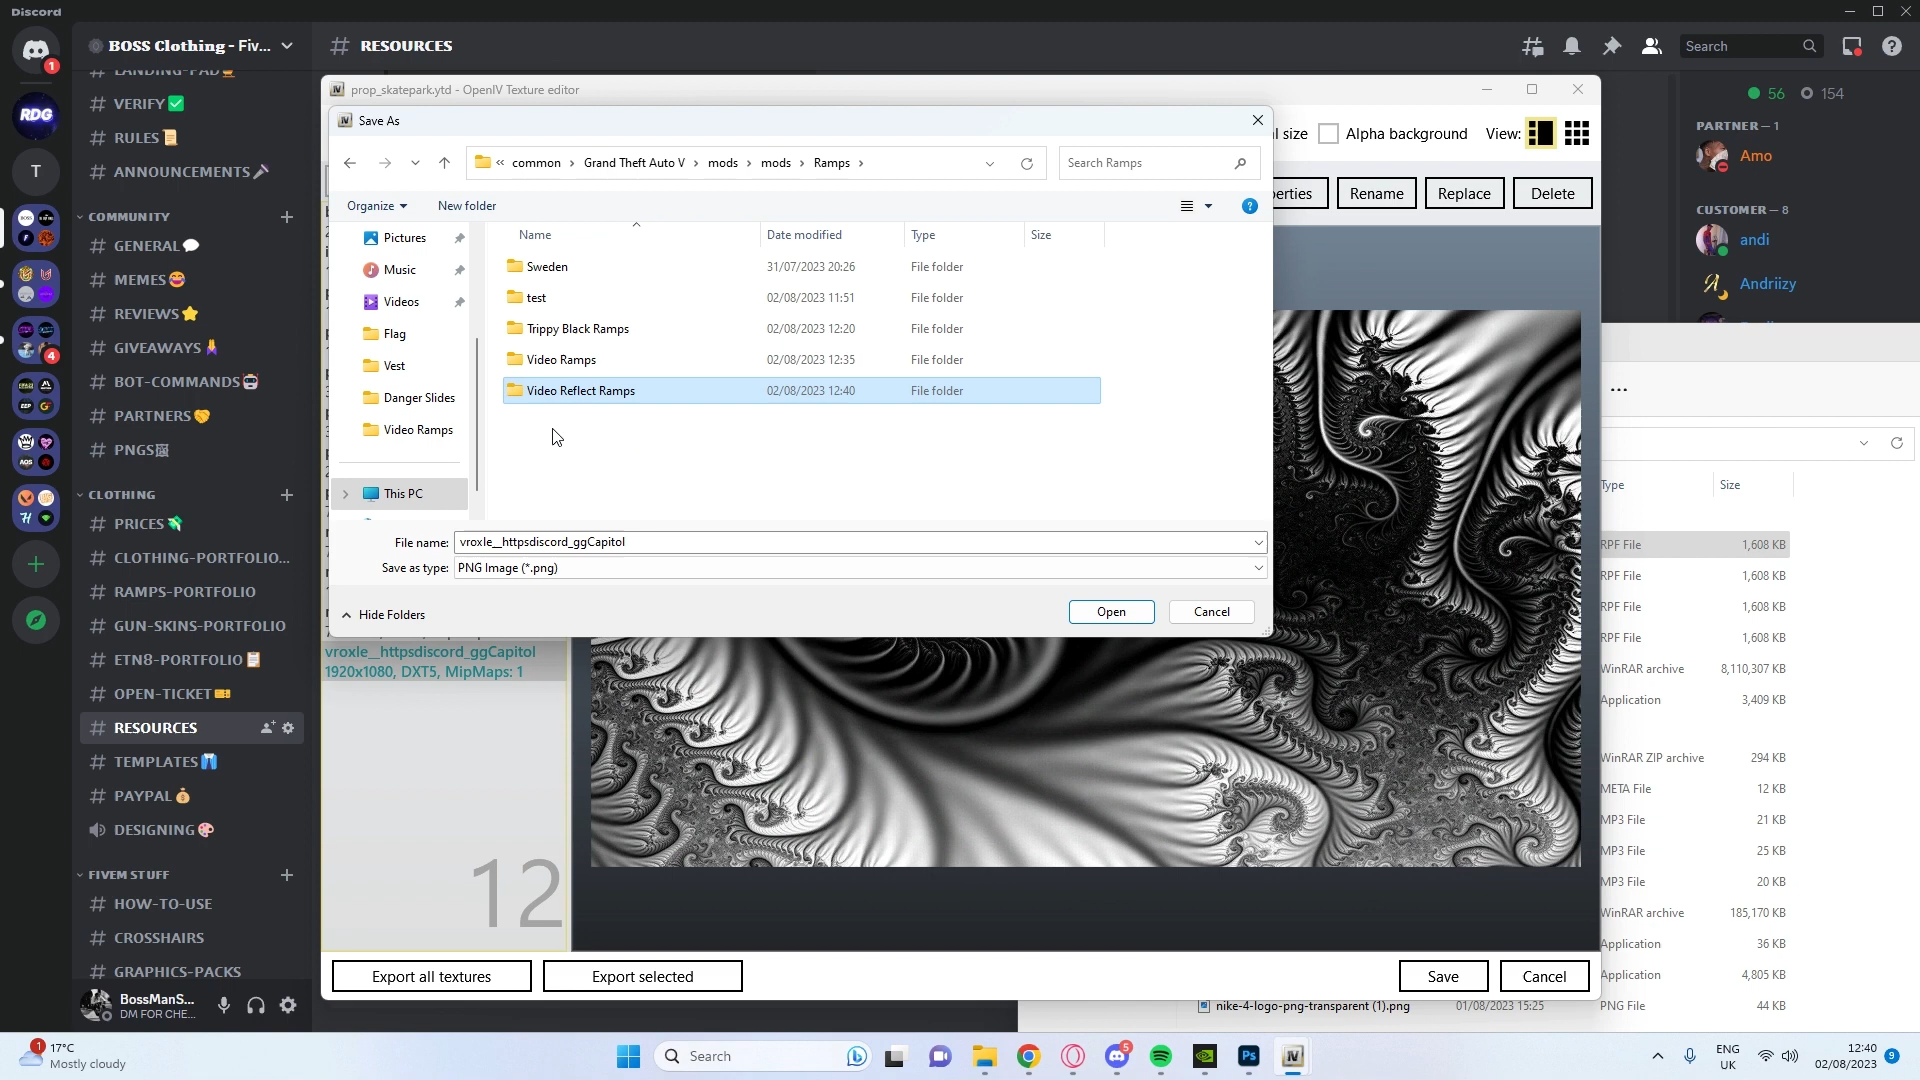 Discord
BOSS Clothing - Fiv...
RESOURCES
Search
1
RDG
T
4
VERIFY
RULES
ANNOUNCEMENTS
COMMUNITY
GENERAL
MEMES
REVIEWS
GIVEAWAYS
BOT-COMMANDS
PARTNERS
PNGS
CLOTHING
PRICES
CLOTHING-PORTFOLIO...
RAMPS-PORTFOLIO
GUN-SKINS-PORTFOLIO
ETN8-PORTFOLIO
OPEN-TICKET
RESOURCES
TEMPLATES
PAYPAL
DESIGNING
FIVEM STUFF
HOW-TO-USE
CROSSHAIRS
GRAPHICS-PACKS
BossManS...
DM FOR CHE...
prop_skatepark.ytd - OpenIV Texture editor
Save As
« common › Grand Theft Auto V › mods › mods › Ramps ›
Search Ramps
Organize
New folder
Pictures
Music
Videos
Flag
Vest
Danger Slides
Video Ramps
This PC
Name Date modified Type Size
Sweden 31/07/2023 20:26 File folder
test 02/08/2023 11:51 File folder
Trippy Black Ramps 02/08/2023 12:20 File folder
Video Ramps 02/08/2023 12:35 File folder
Video Reflect Ramps 02/08/2023 12:40 File folder
File name: vroxle__httpsdiscord_ggCapitol
Save as type: PNG Image (*.png)
Hide Folders
Open
Cancel
l size
Alpha background
View:
erties
Rename
Replace
Delete
vroxle__httpsdiscord_ggCapitol
1920x1080, DXT5, MipMaps: 1
12
Export all textures
Export selected
Save
Cancel
56 154
PARTNER — 1
Amo
CUSTOMER — 8
andi
Andriizy
Type Size
RPF File 1,608 KB
RPF File 1,608 KB
RPF File 1,608 KB
RPF File 1,608 KB
WinRAR archive 8,110,307 KB
Application 3,409 KB
WinRAR ZIP archive 294 KB
META File 12 KB
MP3 File 21 KB
MP3 File 25 KB
MP3 File 20 KB
WinRAR archive 185,170 KB
Application 36 KB
Application 4,805 KB
nike-4-logo-png-transparent (1).png 01/08/2023 15:25 PNG File 44 KB
1
17°C
Mostly cloudy
Search
5
Ps
IV
ENG
UK
12:40
02/08/2023
9